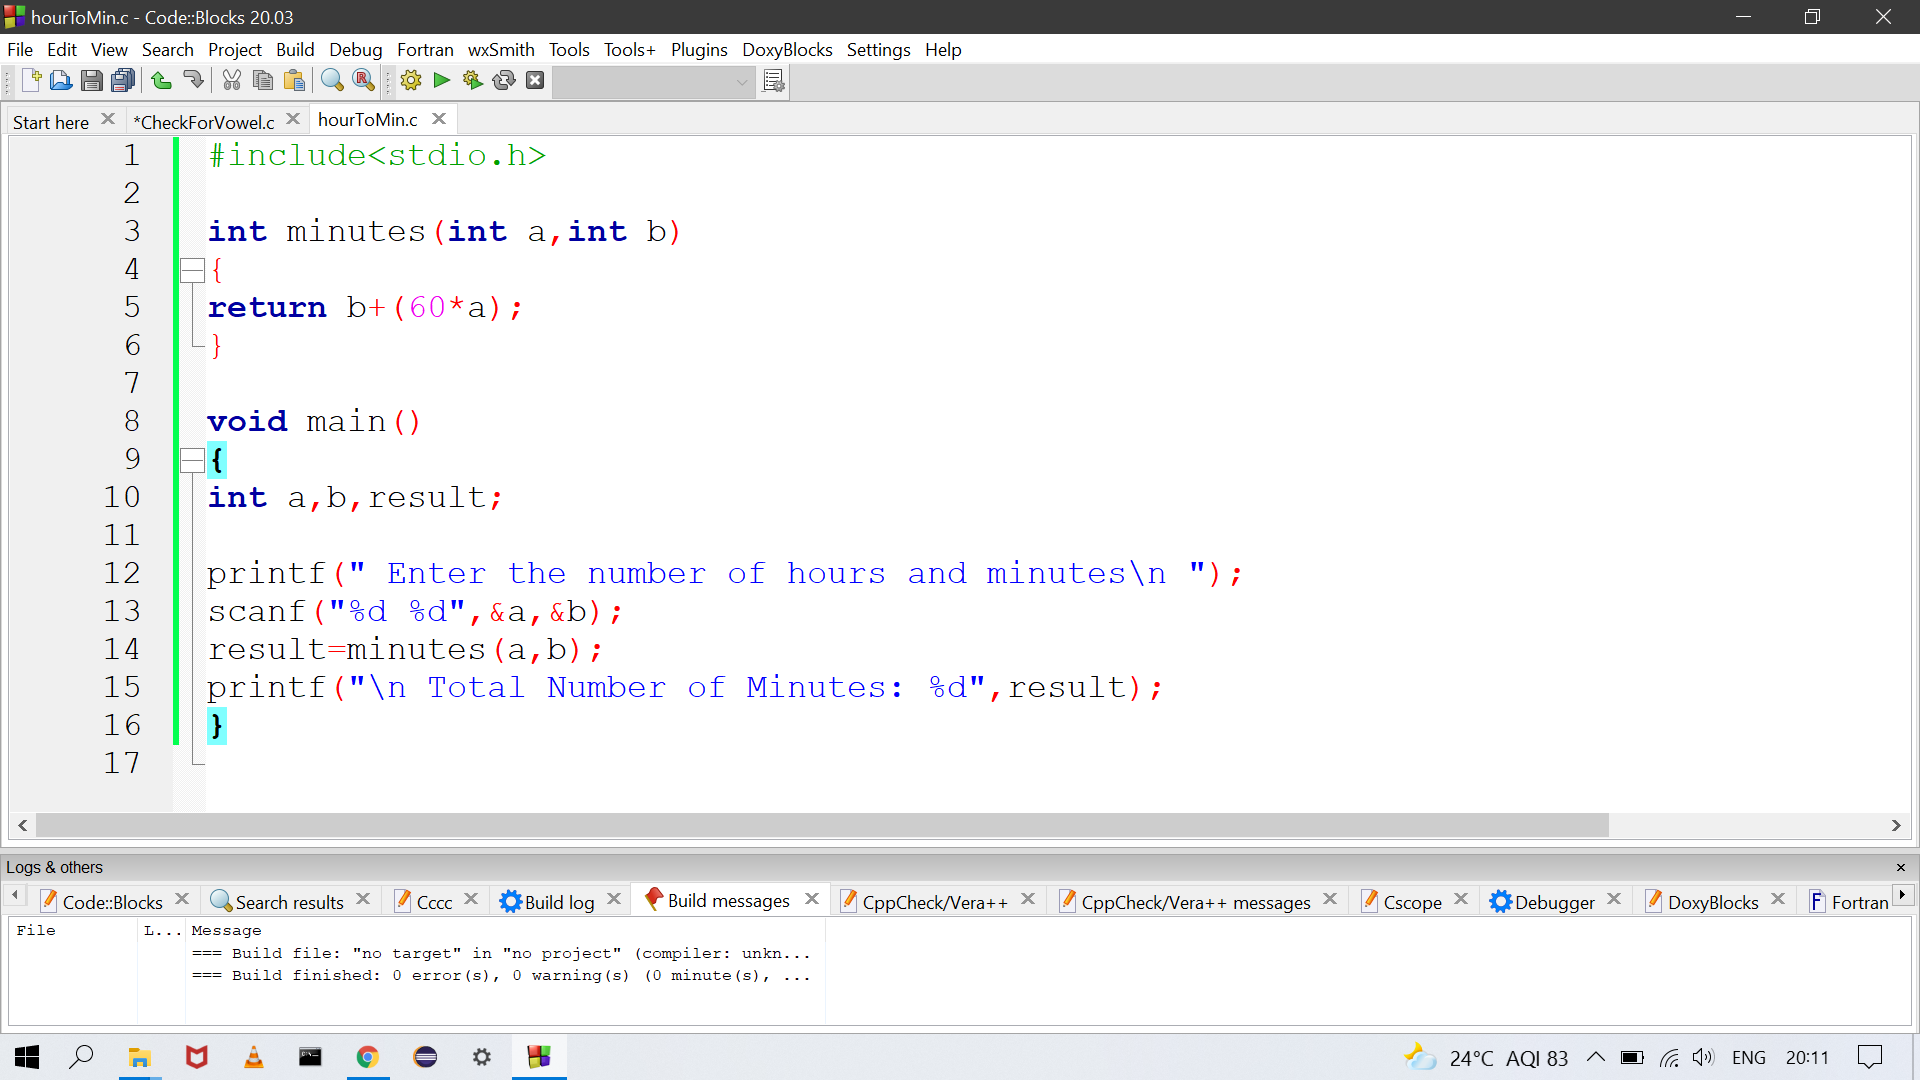 hourToMin.c - Code::Blocks 20.03
File Edit View Search Project Build Debug Fortran wxSmith Tools Tools+ Plugins DoxyBlocks Settings Help
Start here *CheckForVowel.c hourToMin.c
1 #include<stdio.h>
2
3 int minutes(int a,int b)
4 {
5 return b+(60*a);
6 }
7
8 void main()
9 {
10 int a,b,result;
11
12 printf(" Enter the number of hours and minutes\n ");
13 scanf("%d %d",&a,&b);
14 result=minutes(a,b);
15 printf("\n Total Number of Minutes: %d",result);
16 }
17
Logs & others
Code::Blocks Search results Cccc Build log Build messages CppCheck/Vera++ CppCheck/Vera++ messages Cscope Debugger DoxyBlocks Fortran
File L... Message
=== Build file: "no target" in "no project" (compiler: unkn...
=== Build finished: 0 error(s), 0 warning(s) (0 minute(s), ...
24°C AQI 83 ENG 20:11